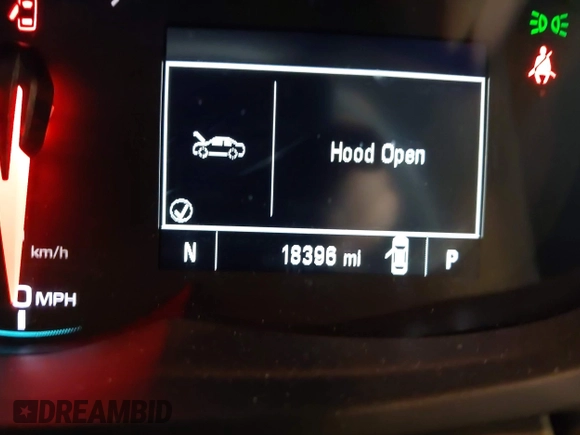 Hood Open
km/h
N 18396 mi P
0 MPH
DREAMBID